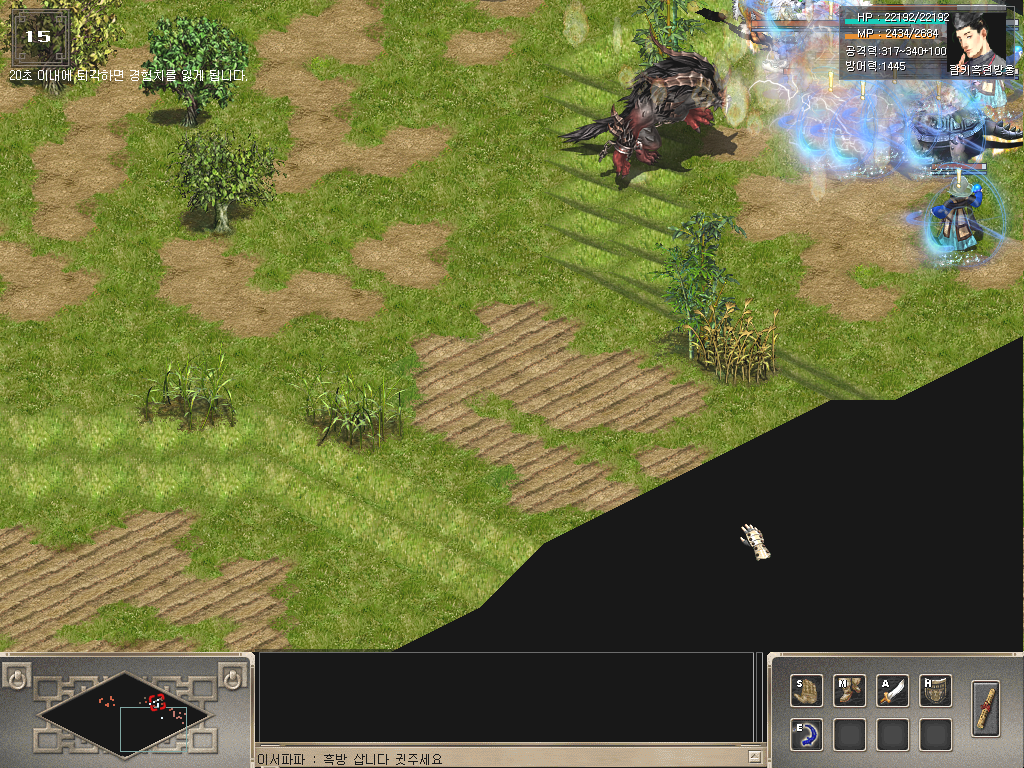 15
20초 이내에 퇴각하면 경험치를 잃게 됩니다.
HP : 22192/22192
MP : 2434/2684
공격력:317~340+100
방어력:1445
S
M
A
E
이서파파 : 흑방 삽니다 귓주세요